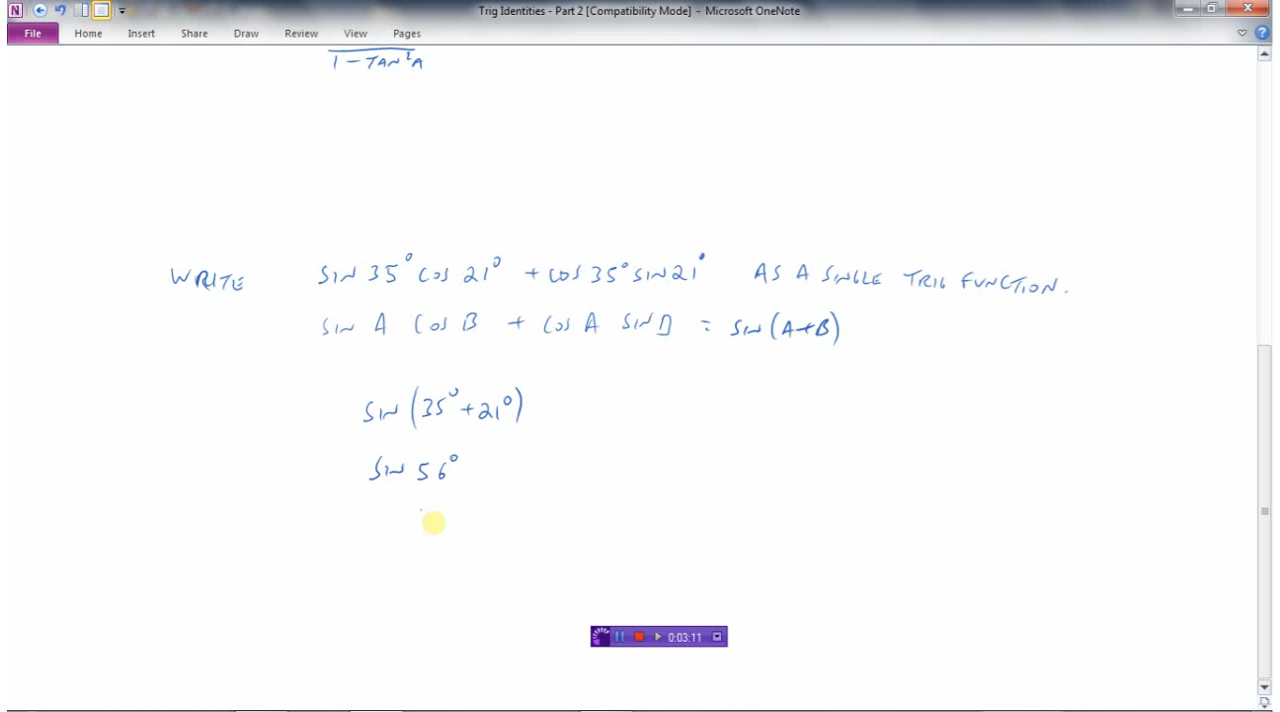 Trig Identities - Part 2 [Compatibility Mode] - Microsoft OneNote
File Home Insert Share Draw Review View Pages
1 - TAN²A
WRITE SIN 35° COS 21° + COS 35° SIN 21° AS A SINGLE TRIG FUNCTION.
SIN A COS B + COS A SIN B = SIN (A+B)
SIN (35° + 21°)
SIN 56°
0:03:11